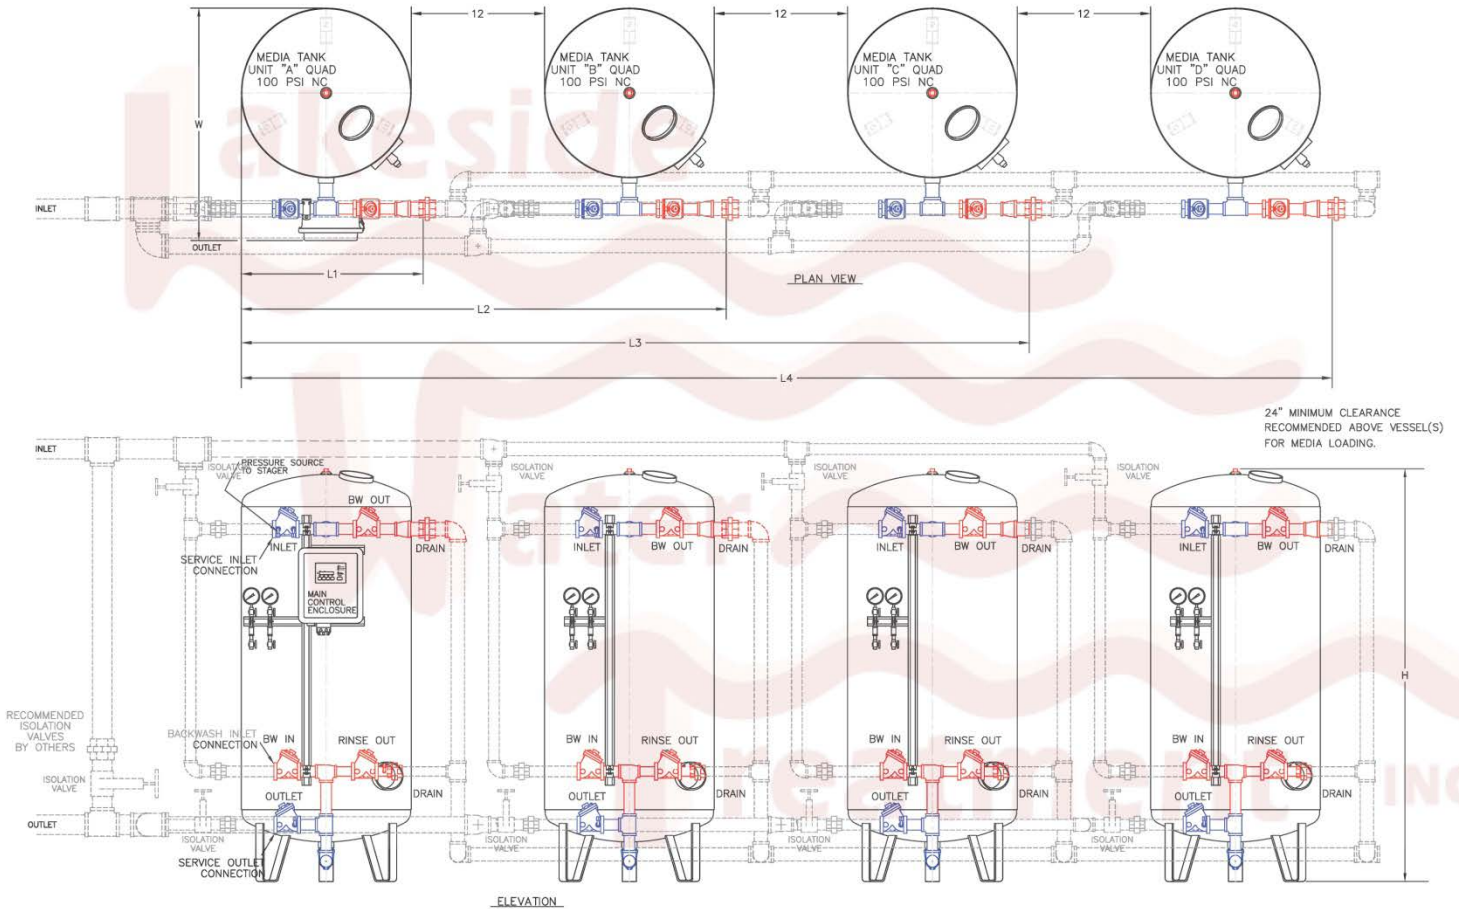 12
12
12
MEDIA TANK
UNIT "A" QUAD
100 PSI NC
MEDIA TANK
UNIT "B" QUAD
100 PSI NC
MEDIA TANK
UNIT "C" QUAD
100 PSI NC
MEDIA TANK
UNIT "D" QUAD
100 PSI NC
W
INLET
OUTLET
L1
PLAN VIEW
L2
L3
L4
Lakeside
Water
Treatment INC
24" MINIMUM CLEARANCE
RECOMMENDED ABOVE VESSEL(S)
FOR MEDIA LOADING.
INLET
ISOLATION
VALVE
PRESSURE SOURCE
TO STAGER
ISOLATION
VALVE
ISOLATION
VALVE
ISOLATION
VALVE
BW OUT
INLET
DRAIN
SERVICE INLET
CONNECTION
INLET
BW OUT
DRAIN
INLET
BW OUT
DRAIN
INLET
BW OUT
DRAIN
MAIN
CONTROL
ENCLOSURE
H
RECOMMENDED
ISOLATION
VALVES
BY OTHERS
BACKWASH INLET
CONNECTION
BW IN
RINSE OUT
BW IN
RINSE OUT
BW IN
RINSE OUT
BW IN
RINSE OUT
ISOLATION
VALVE
OUTLET
DRAIN
OUTLET
DRAIN
OUTLET
DRAIN
OUTLET
DRAIN
OUTLET
ISOLATION
VALVE
ISOLATION
VALVE
ISOLATION
VALVE
ISOLATION
VALVE
SERVICE OUTLET
CONNECTION
ELEVATION